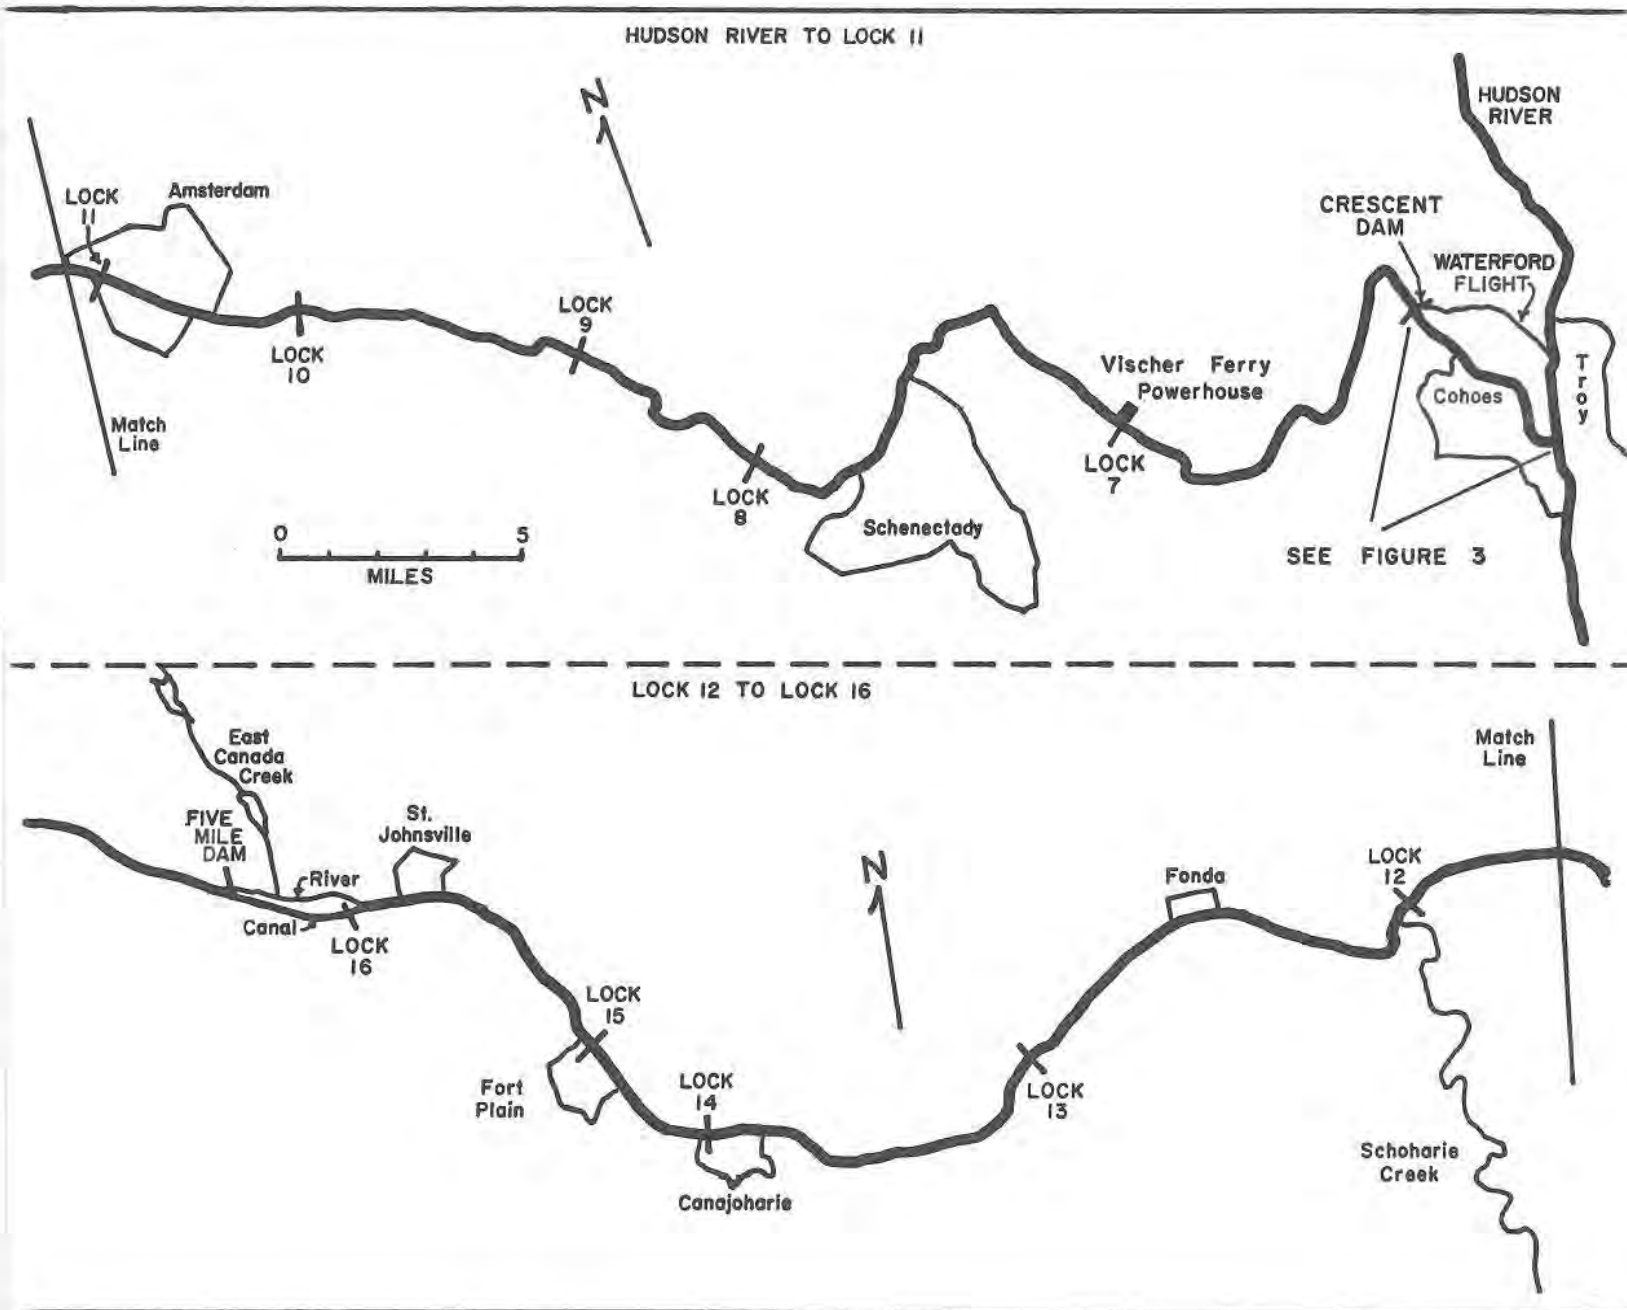 HUDSON RIVER TO LOCK 11
N
HUDSON
RIVER
LOCK
11
Amsterdam
CRESCENT
DAM
WATERFORD
FLIGHT
LOCK
9
LOCK
10
Vischer Ferry
Powerhouse
Troy
Cohoes
Match
Line
LOCK
7
LOCK
8
Schenectady
0 5
MILES
SEE FIGURE 3
LOCK 12 TO LOCK 16
East
Canada
Creek
Match
Line
FIVE
MILE
DAM
St.
Johnsville
N
River
Fonda
LOCK
12
Canal
LOCK
16
LOCK
15
Fort
Plain
LOCK
14
LOCK
13
Schoharie
Creek
Canajoharie